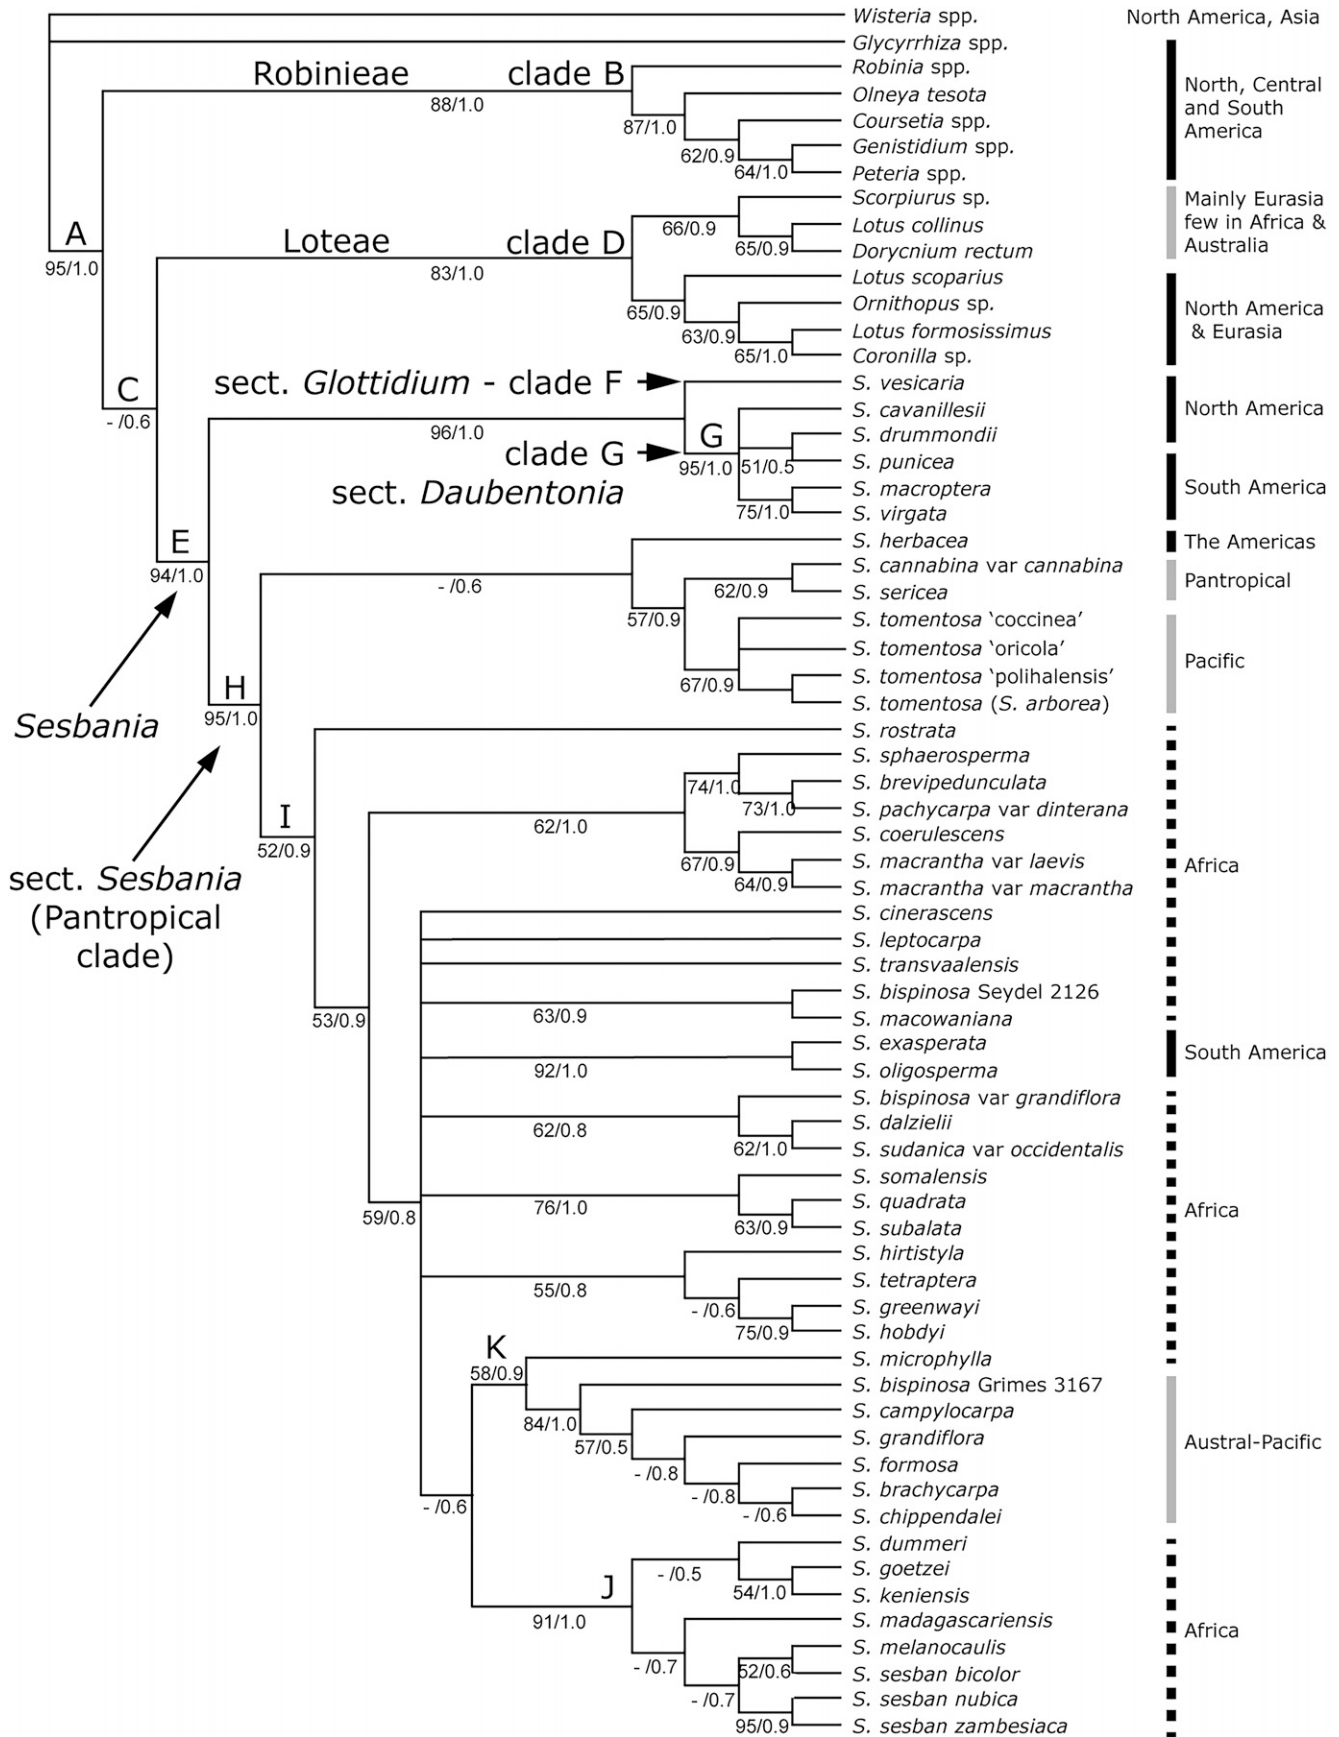 Wisteria spp.
North America, Asia
Glycyrrhiza spp.
Robinieae
clade B
88/1.0
Robinia spp.
87/1.0
Olneya tesota
62/0.9
Coursetia spp.
64/1.0
Genistidium spp.
Peteria spp.
North, Central
and South
America
A
95/1.0
Loteae
clade D
83/1.0
66/0.9
Scorpiurus sp.
65/0.9
Lotus collinus
Dorycnium rectum
Mainly Eurasia
few in Africa &
Australia
65/0.9
Lotus scoparius
63/0.9
Ornithopus sp.
65/1.0
Lotus formosissimus
Coronilla sp.
North America
& Eurasia
C
- /0.6
sect. Glottidium - clade F
96/1.0
S. vesicaria
clade G
sect. Daubentonia
G
95/1.0
S. cavanillesii
51/0.5
S. drummondii
S. punicea
75/1.0
S. macroptera
S. virgata
North America
South America
E
94/1.0
Sesbania
- /0.6
S. herbacea
The Americas
57/0.9
62/0.9
S. cannabina var cannabina
S. sericea
Pantropical
67/0.9
S. tomentosa ‘coccinea’
S. tomentosa ‘oricola’
S. tomentosa ‘polihalensis’
S. tomentosa (S. arborea)
Pacific
H
95/1.0
sect. Sesbania
(Pantropical
clade)
I
52/0.9
S. rostrata
62/1.0
74/1.0
S. sphaerosperma
73/1.0
S. brevipedunculata
S. pachycarpa var dinterana
67/0.9
S. coerulescens
64/0.9
S. macrantha var laevis
S. macrantha var macrantha
Africa
53/0.9
S. cinerascens
S. leptocarpa
S. transvaalensis
63/0.9
S. bispinosa Seydel 2126
S. macowaniana
92/1.0
S. exasperata
S. oligosperma
South America
62/0.8
S. bispinosa var grandiflora
62/1.0
S. dalzielii
S. sudanica var occidentalis
59/0.8
76/1.0
S. somalensis
63/0.9
S. quadrata
S. subalata
Africa
55/0.8
S. hirtistyla
- /0.6
S. tetraptera
75/0.9
S. greenwayi
S. hobdyi
K
58/0.9
S. microphylla
84/1.0
S. bispinosa Grimes 3167
57/0.5
S. campylocarpa
- /0.8
S. grandiflora
- /0.8
S. formosa
- /0.6
S. brachycarpa
S. chippendalei
Austral-Pacific
- /0.6
J
91/1.0
- /0.5
S. dummeri
54/1.0
S. goetzei
S. keniensis
- /0.7
S. madagascariensis
- /0.7
52/0.6
S. melanocaulis
S. sesban bicolor
95/0.9
S. sesban nubica
S. sesban zambesiaca
Africa